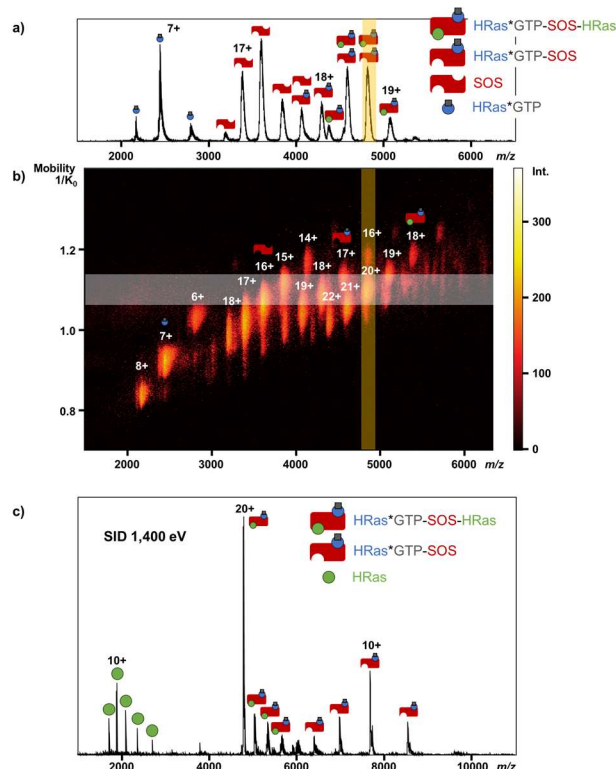 a)
7+
17+
18+
19+
HRas*GTP-SOS-HRas
HRas*GTP-SOS
SOS
HRas*GTP
2000 3000 4000 5000 6000 m/z
b)
Mobility
1/K₀
Int.
1.2
1.0
0.8
8+
7+
6+
18+
17+
16+
15+
14+
19+
18+
22+
17+
21+
16+
20+
19+
18+
300
200
100
0
2000 3000 4000 5000 6000 m/z
c)
SID 1,400 eV
20+
10+
10+
HRas*GTP-SOS-HRas
HRas*GTP-SOS
HRas
2000 4000 6000 8000 10000 m/z